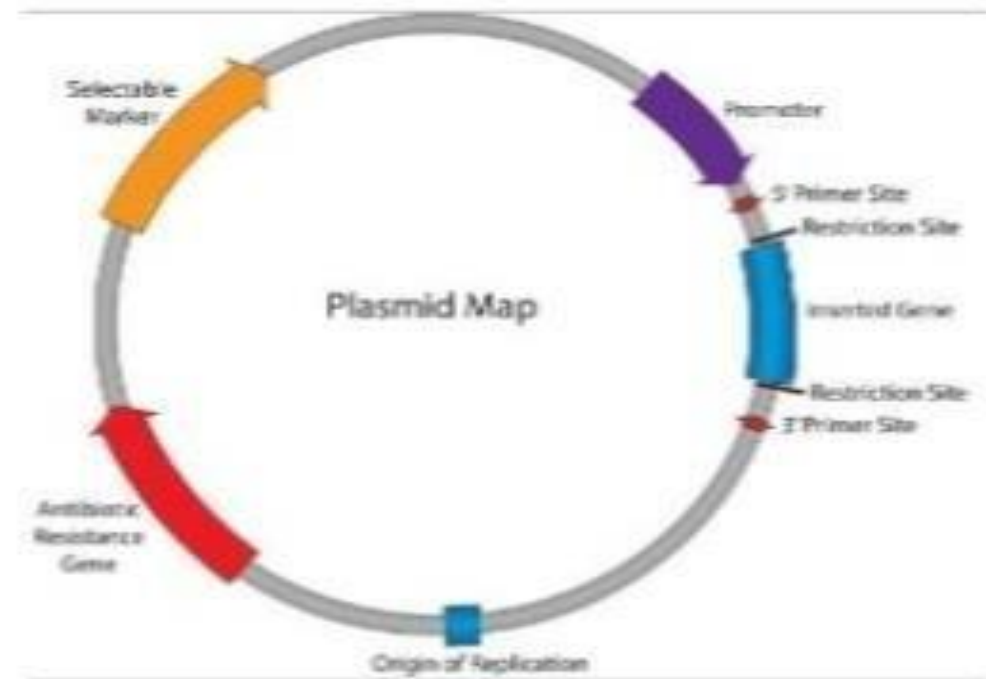 Selectable
Marker
Promoter
5' Primer Site
Restriction Site
Plasmid Map
Inserted Gene
Restriction Site
3' Primer Site
Antibiotic
Resistance
Gene
Origin of Replication